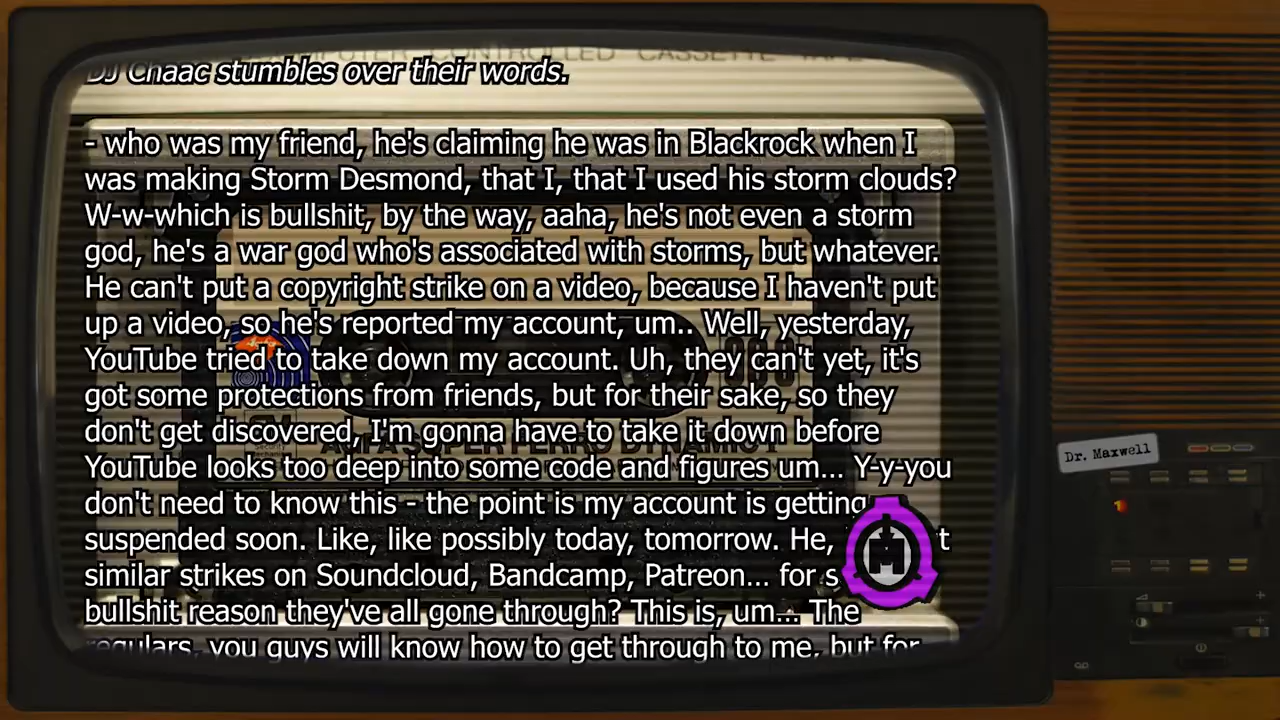 COMPUTER CONTROLLED CASSETTE TAPE
DJ Chaac stumbles over their words.
- who was my friend, he's claiming he was in Blackrock when I
was making Storm Desmond, that I, that I used his storm clouds?
W-w-which is bullshit, by the way, aaha, he's not even a storm
god, he's a war god who's associated with storms, but whatever.
He can't put a copyright strike on a video, because I haven't put
up a video, so he's reported my account, um.. Well, yesterday,
YouTube tried to take down my account. Uh, they can't yet, it's
got some protections from friends, but for their sake, so they
don't get discovered, I'm gonna have to take it down before
YouTube looks too deep into some code and figures um... Y-y-you
don't need to know this - the point is my account is getting
suspended soon. Like, like possibly today, tomorrow. He,
similar strikes on Soundcloud, Bandcamp, Patreon... for
bullshit reason they've all gone through? This is, um... The
regulars, you guys will know how to get through to me, but for
Dr. Maxwell
M